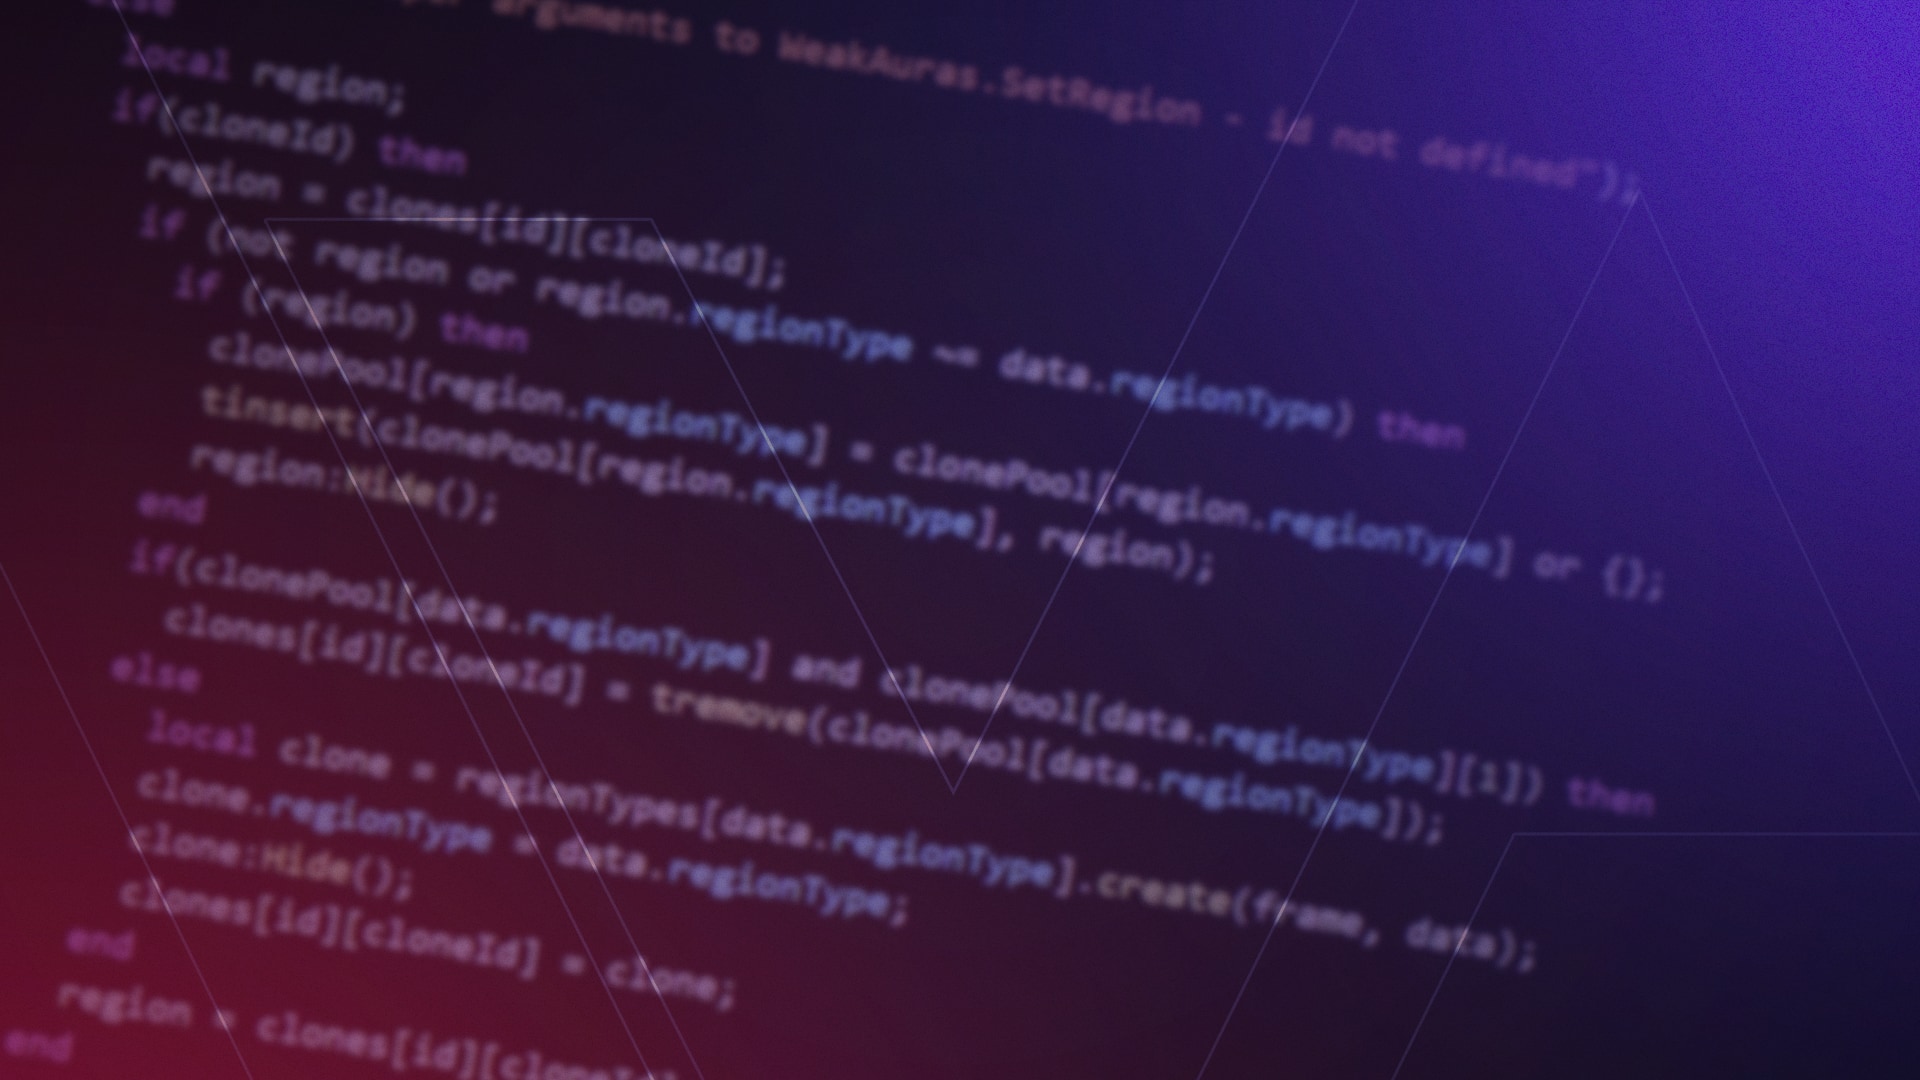 else
arguments to WeakAuras.SetRegion - id not defined");
local region;
if(cloneId) then
region = clones[id][cloneId];
if (not region or region.regionType ~= data.regionType) then
if (region) then
clonePool[region.regionType] = clonePool[region.regionType] or {};
tinsert(clonePool[region.regionType], region);
region:Hide();
end
if(clonePool[data.regionType] and clonePool[data.regionType][1]) then
clones[id][cloneId] = tremove(clonePool[data.regionType]);
else
local clone = regionTypes[data.regionType].create(frame, data);
clone.regionType = data.regionType;
clone:Hide();
clones[id][cloneId] = clone;
end
region = clones[id][cloneId]
end